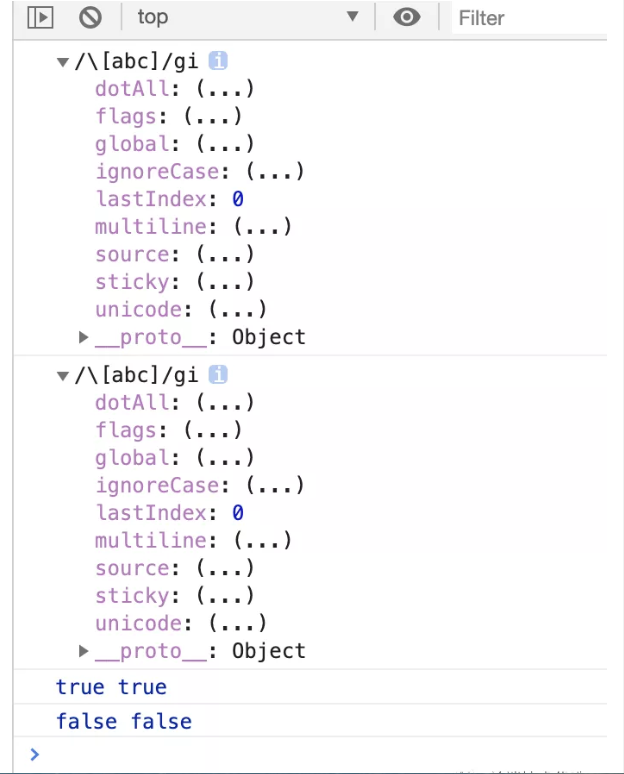 top
Filter
/\[abc]/gi i
dotAll: (...)
flags: (...)
global: (...)
ignoreCase: (...)
lastIndex: 0
multiline: (...)
source: (...)
sticky: (...)
unicode: (...)
__proto__: Object
/\[abc]/gi i
dotAll: (...)
flags: (...)
global: (...)
ignoreCase: (...)
lastIndex: 0
multiline: (...)
source: (...)
sticky: (...)
unicode: (...)
__proto__: Object
true true
false false